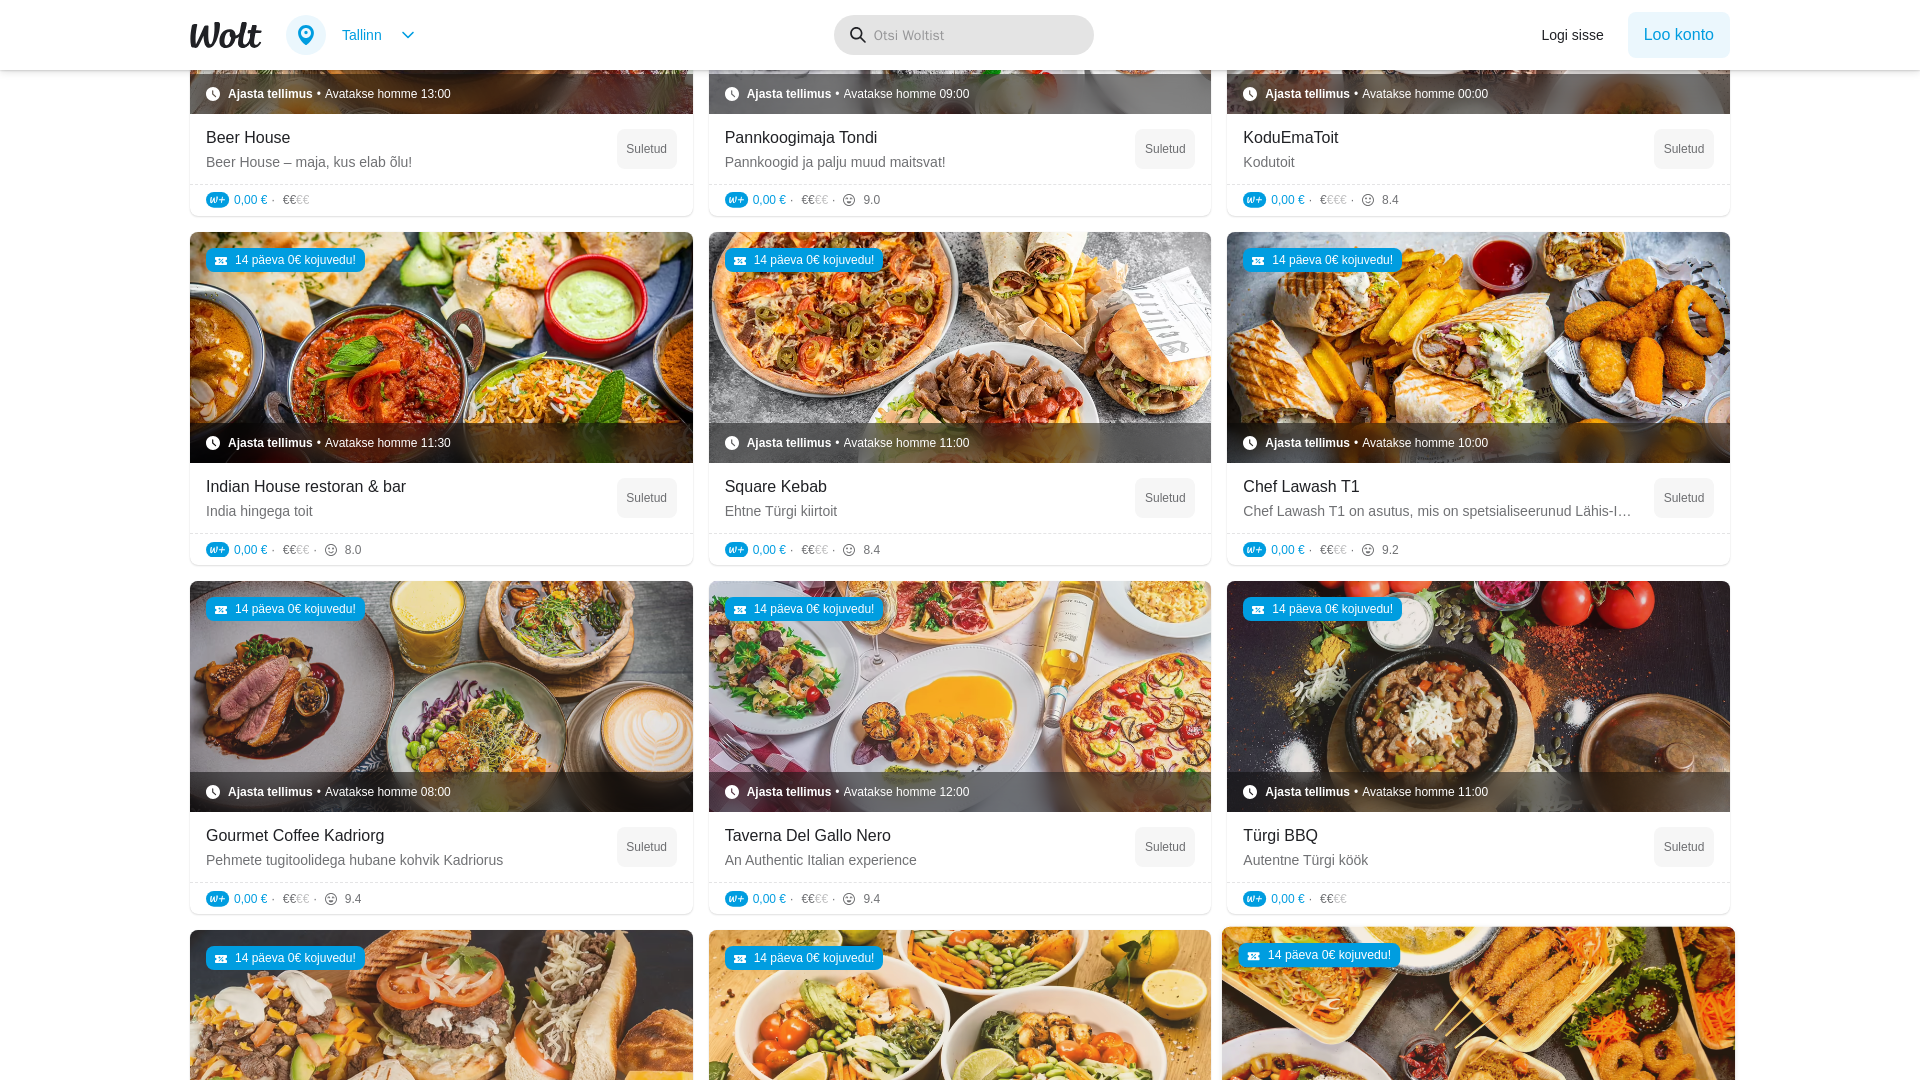 Wolt
Tallinn
Otsi Woltist
Logi sisse
Loo konto
Ajasta tellimus • Avatakse homme 13:00
Ajasta tellimus • Avatakse homme 09:00
Ajasta tellimus • Avatakse homme 00:00
Beer House
Beer House – maja, kus elab õlu!
Suletud
W+ 0,00 € · €€€€
Pannkoogimaja Tondi
Pannkoogid ja palju muud maitsvat!
Suletud
W+ 0,00 € · €€€€ · 9.0
KoduEmaToit
Kodutoit
Suletud
W+ 0,00 € · €€€€ · 8.4
14 päeva 0€ kojuvedu!
Ajasta tellimus • Avatakse homme 11:30
Indian House restoran & bar
India hingega toit
Suletud
W+ 0,00 € · €€€€ · 8.0
14 päeva 0€ kojuvedu!
Ajasta tellimus • Avatakse homme 11:00
Square Kebab
Ehtne Türgi kiirtoit
Suletud
W+ 0,00 € · €€€€ · 8.4
14 päeva 0€ kojuvedu!
Ajasta tellimus • Avatakse homme 10:00
Chef Lawash T1
Chef Lawash T1 on asutus, mis on spetsialiseerunud Lähis-I…
Suletud
W+ 0,00 € · €€€€ · 9.2
14 päeva 0€ kojuvedu!
Ajasta tellimus • Avatakse homme 08:00
Gourmet Coffee Kadriorg
Pehmete tugitoolidega hubane kohvik Kadriorus
Suletud
W+ 0,00 € · €€€€ · 9.4
14 päeva 0€ kojuvedu!
Ajasta tellimus • Avatakse homme 12:00
Taverna Del Gallo Nero
An Authentic Italian experience
Suletud
W+ 0,00 € · €€€€ · 9.4
14 päeva 0€ kojuvedu!
Ajasta tellimus • Avatakse homme 11:00
Türgi BBQ
Autentne Türgi köök
Suletud
W+ 0,00 € · €€€€
14 päeva 0€ kojuvedu!
14 päeva 0€ kojuvedu!
14 päeva 0€ kojuvedu!